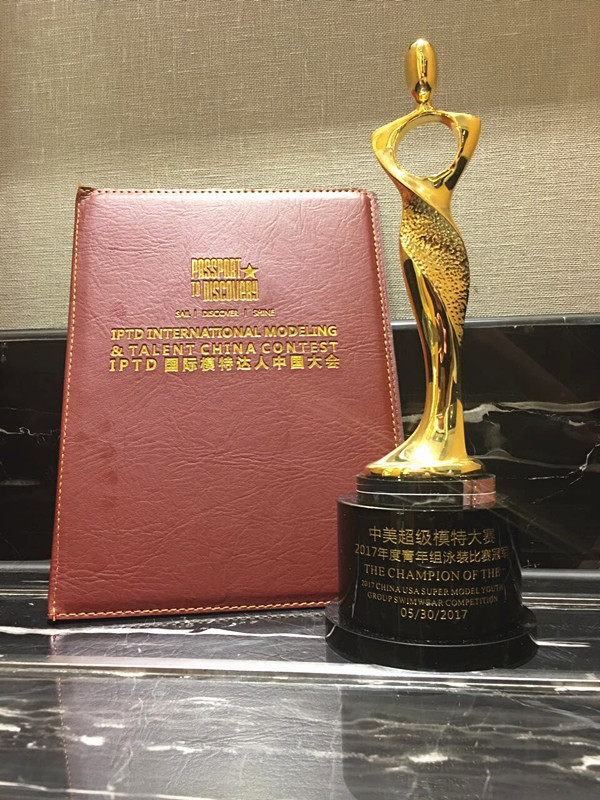 PASSPORT
TO DISCOVERY
SAIL | DISCOVER | SHINE
IPTD INTERNATIONAL MODELING
& TALENT CHINA CONTEST
IPTD 国际模特达人中国大会
中美超级模特大赛
2017年度青年组泳装比赛冠军
THE CHAMPION OF THE
2017 CHINA USA SUPER MODEL YOUTH
GROUP SWIMWEAR COMPETITION
05/30/2017